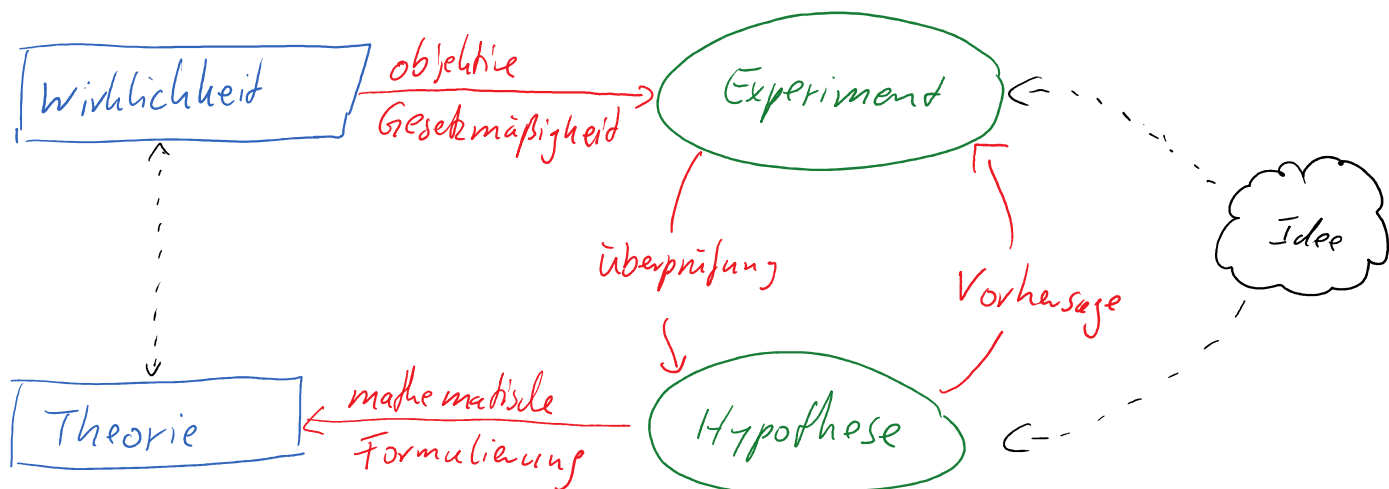 Wirklichkeit
objektive
Gesetzmäßigkeit
Experiment
Idee
Überprüfung
Vorhersage
Theorie
mathematische
Formulierung
Hypothese